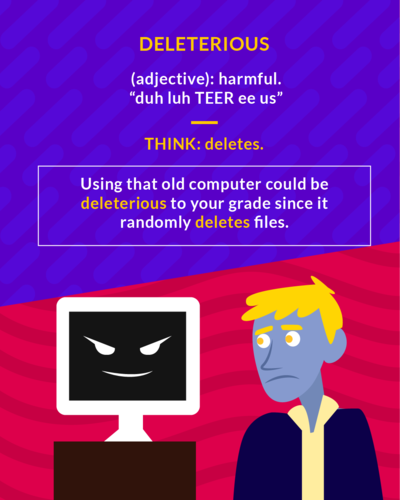 DELETERIOUS
(adjective): harmful.
“duh luh TEER ee us”
THINK: deletes.
Using that old computer could be
deleterious to your grade since it
randomly deletes files.